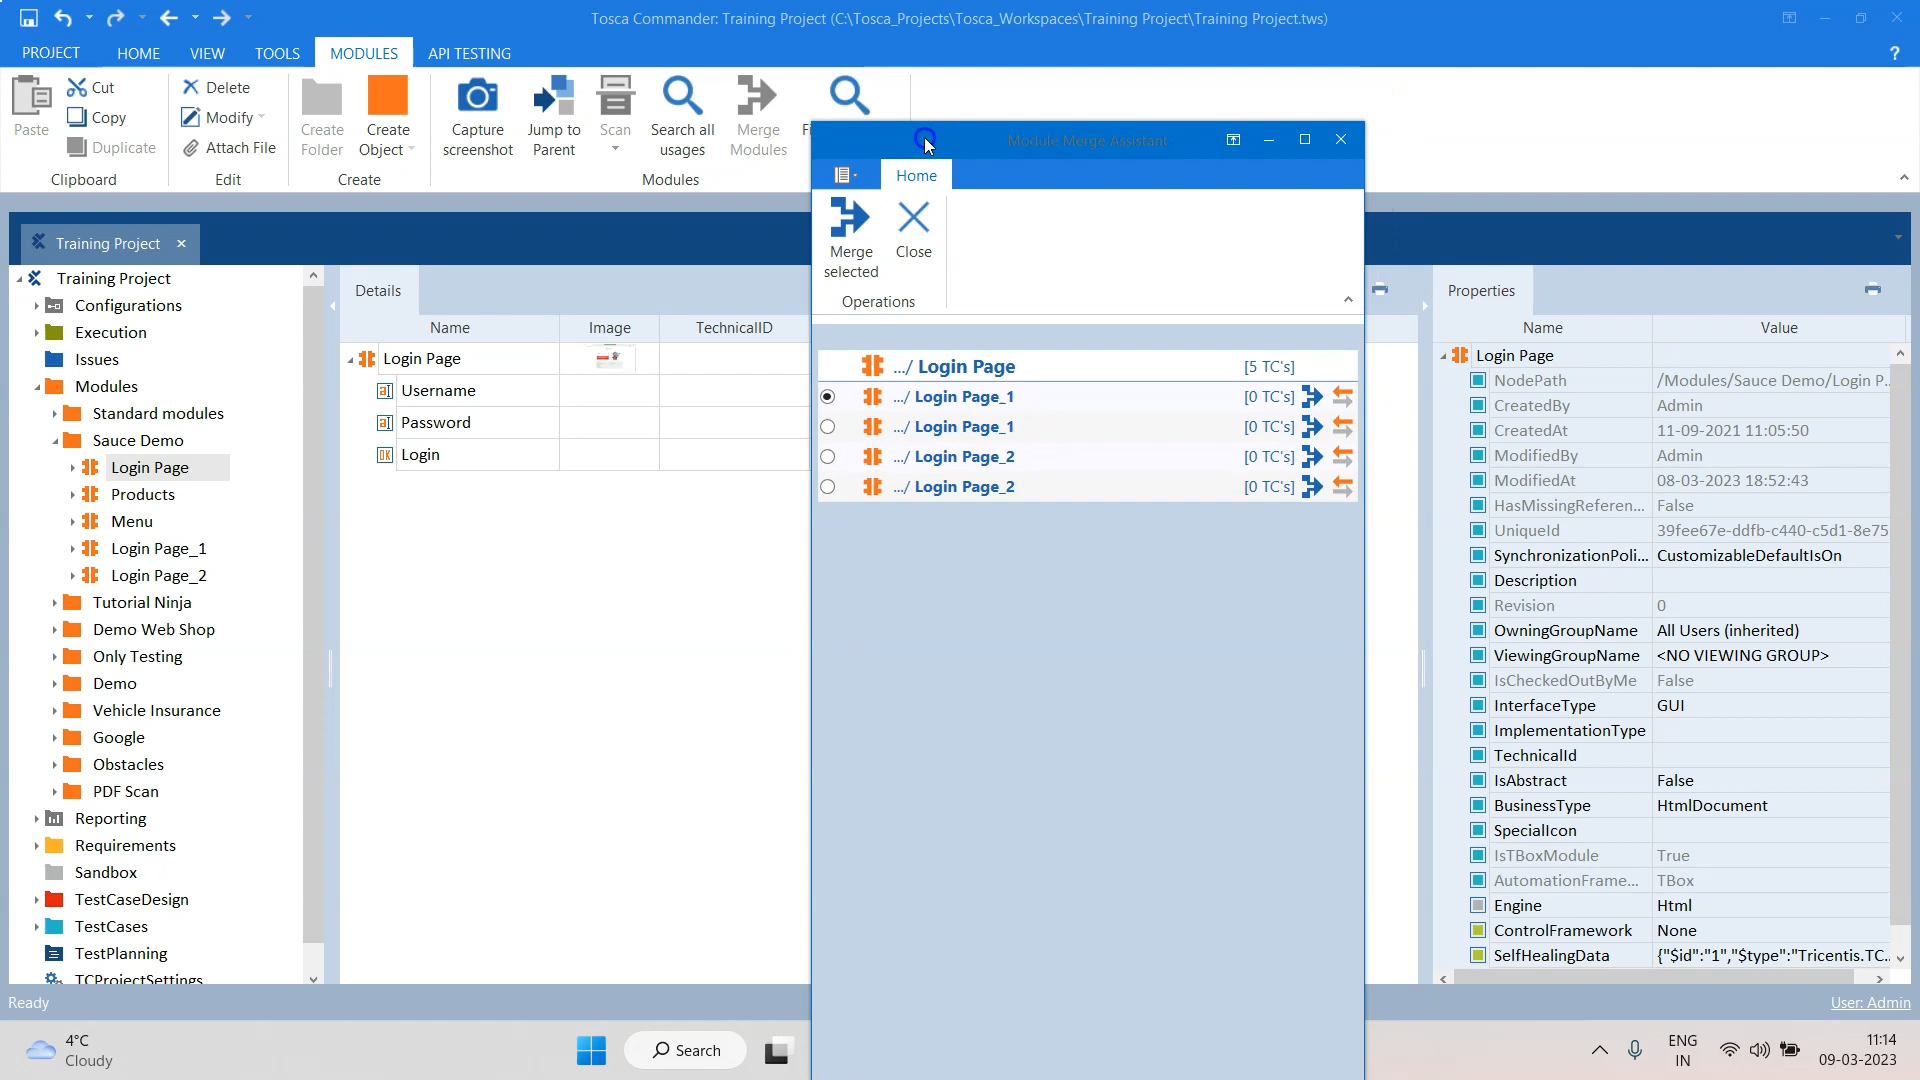 Tosca Commander: Training Project (C:\Tosca_Projects\Tosca_Workspaces\Training Project\Training Project.tws)
PROJECT HOME VIEW TOOLS MODULES API TESTING ?
Paste
Cut
Copy
Duplicate
Clipboard
Delete
Modify
Attach File
Edit
Create Folder
Create Object
Create
Capture screenshot
Jump to Parent
Scan
Search all usages
Merge Modules
Modules
Module Merge Assistant
Home
Merge selected
Close
Operations
.../ Login Page [5 TC's]
.../ Login Page_1 [0 TC's]
.../ Login Page_1 [0 TC's]
.../ Login Page_2 [0 TC's]
.../ Login Page_2 [0 TC's]
Training Project
Training Project
Configurations
Execution
Issues
Modules
Standard modules
Sauce Demo
Login Page
Products
Menu
Login Page_1
Login Page_2
Tutorial Ninja
Demo Web Shop
Only Testing
Demo
Vehicle Insurance
Google
Obstacles
PDF Scan
Reporting
Requirements
Sandbox
TestCaseDesign
TestCases
TestPlanning
TCProjectSettings
Details
Name Image TechnicalID
Login Page
Username
Password
Login
Properties
Name Value
Login Page
NodePath /Modules/Sauce Demo/Login P...
CreatedBy Admin
CreatedAt 11-09-2021 11:05:50
ModifiedBy Admin
ModifiedAt 08-03-2023 18:52:43
HasMissingReferen... False
UniqueId 39fee67e-ddfb-c440-c5d1-8e75
SynchronizationPoli... CustomizableDefaultIsOn
Description
Revision 0
OwningGroupName All Users (inherited)
ViewingGroupName <NO VIEWING GROUP>
IsCheckedOutByMe False
InterfaceType GUI
ImplementationType
TechnicalId
IsAbstract False
BusinessType HtmlDocument
SpecialIcon
IsTBoxModule True
AutomationFrame... TBox
Engine Html
ControlFramework None
SelfHealingData {"$id":"1","$type":"Tricentis.TC...
Ready
User: Admin
4°C
Cloudy
Search
ENG
IN
11:14
09-03-2023